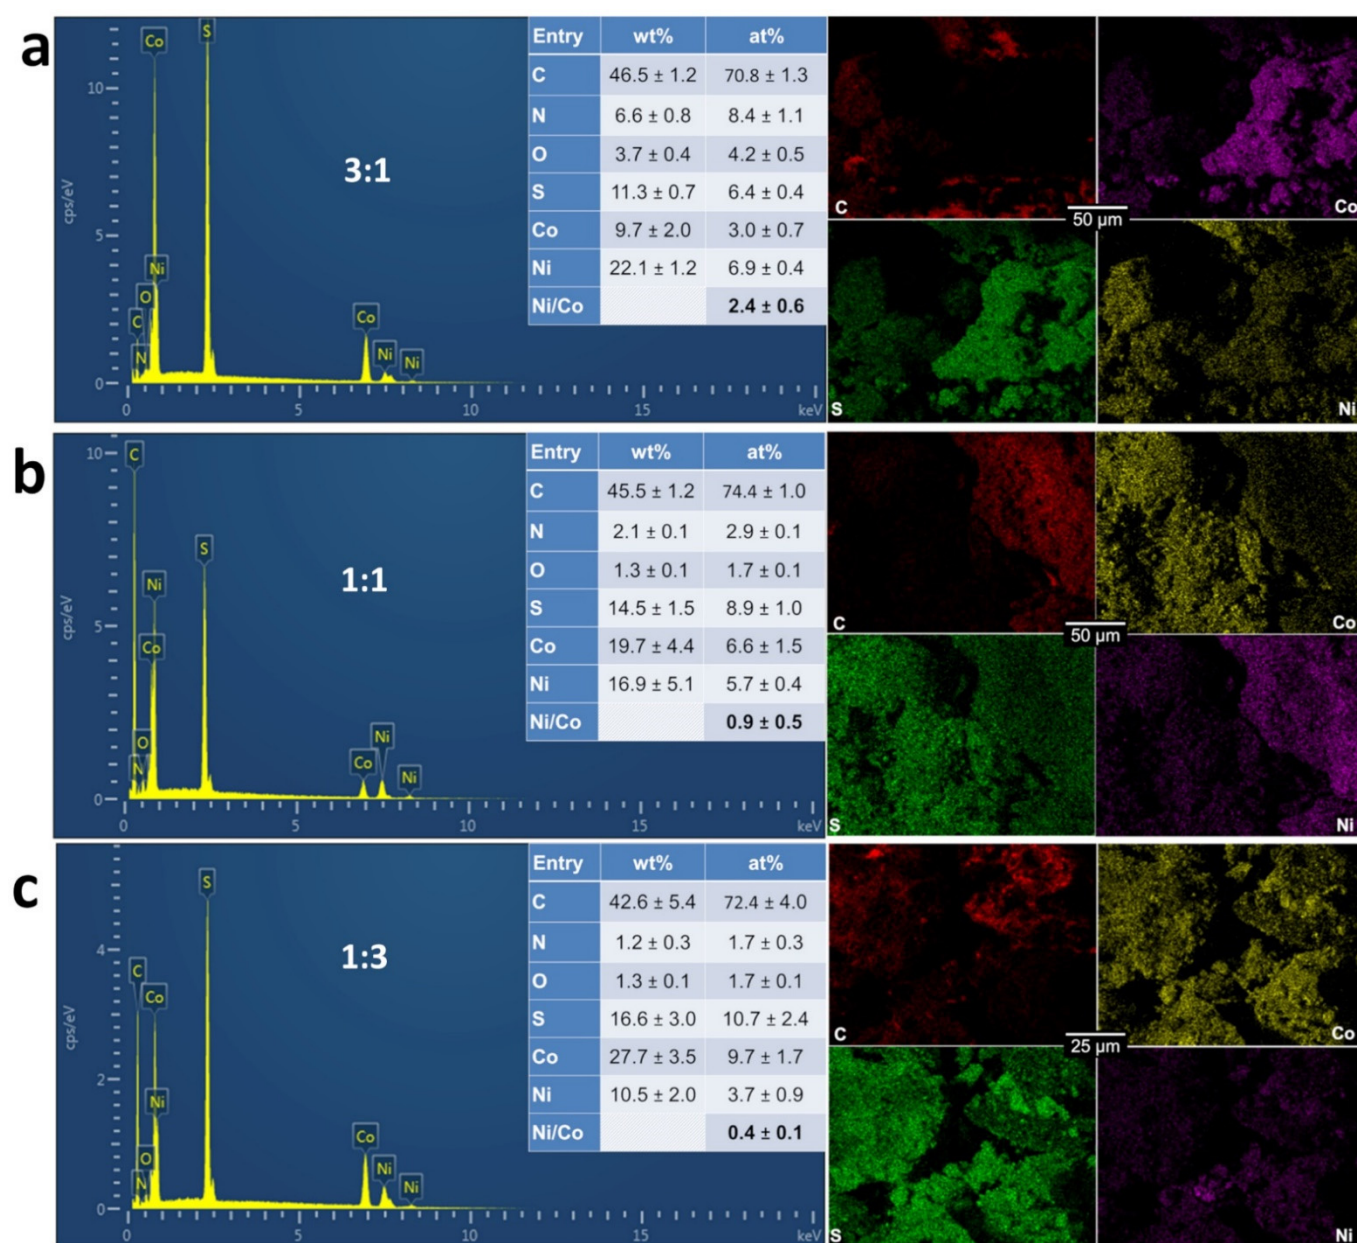 a
cps/eV
10
5
0
Co
S
Ni
O
C
N
3:1
Co
Ni
Ni
0 5 10 15 keV
Entry wt% at%
C 46.5 ± 1.2 70.8 ± 1.3
N 6.6 ± 0.8 8.4 ± 1.1
O 3.7 ± 0.4 4.2 ± 0.5
S 11.3 ± 0.7 6.4 ± 0.4
Co 9.7 ± 2.0 3.0 ± 0.7
Ni 22.1 ± 1.2 6.9 ± 0.4
Ni/Co 2.4 ± 0.6
C
Co
50 µm
S
Ni
b
cps/eV
10
5
0
C
S
Ni
Co
O
N
1:1
Co
Ni
Ni
0 5 10 15 keV
Entry wt% at%
C 45.5 ± 1.2 74.4 ± 1.0
N 2.1 ± 0.1 2.9 ± 0.1
O 1.3 ± 0.1 1.7 ± 0.1
S 14.5 ± 1.5 8.9 ± 1.0
Co 19.7 ± 4.4 6.6 ± 1.5
Ni 16.9 ± 5.1 5.7 ± 0.4
Ni/Co 0.9 ± 0.5
C
Co
50 µm
S
Ni
c
cps/eV
4
2
0
S
C
Co
Ni
O
N
1:3
Co
Ni
Ni
0 5 10 15 keV
Entry wt% at%
C 42.6 ± 5.4 72.4 ± 4.0
N 1.2 ± 0.3 1.7 ± 0.3
O 1.3 ± 0.1 1.7 ± 0.1
S 16.6 ± 3.0 10.7 ± 2.4
Co 27.7 ± 3.5 9.7 ± 1.7
Ni 10.5 ± 2.0 3.7 ± 0.9
Ni/Co 0.4 ± 0.1
C
Co
25 µm
S
Ni